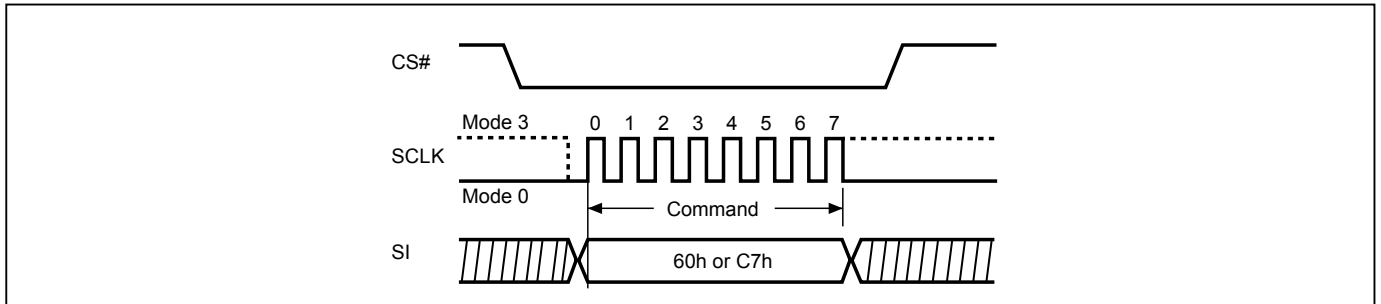 CS#
Mode 3
0 1 2 3 4 5 6 7
SCLK
Mode 0
Command
SI
60h or C7h